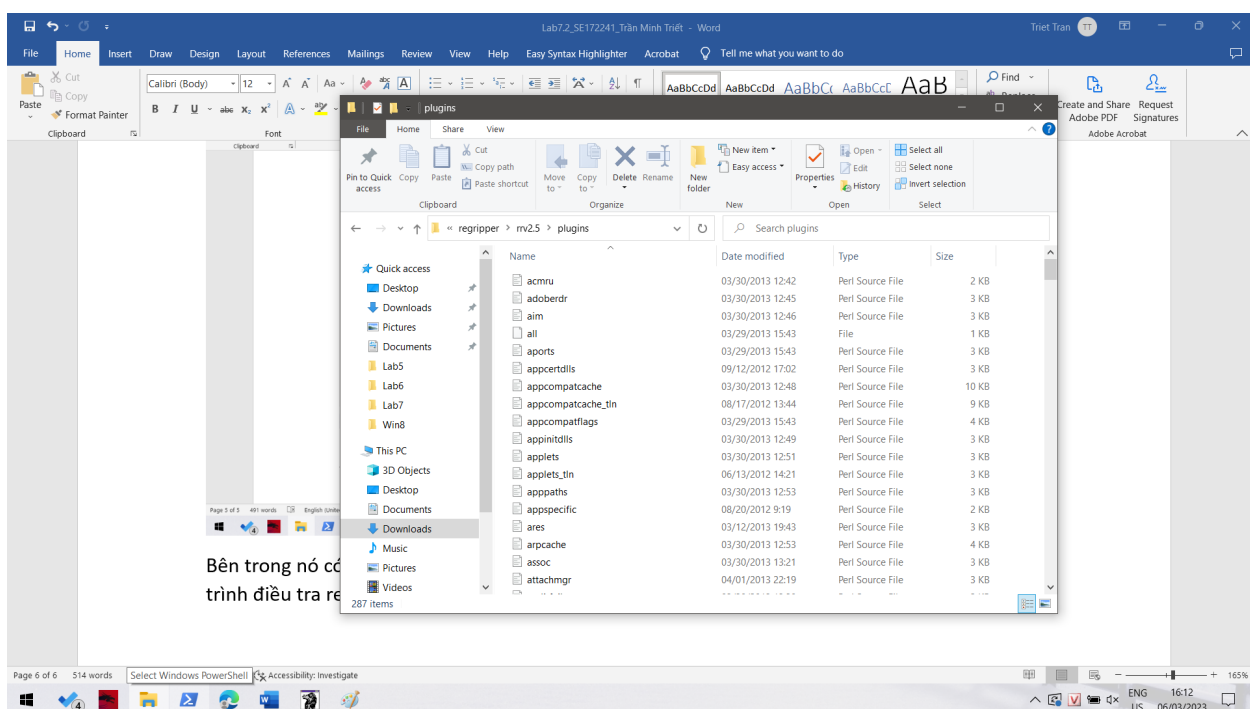 Lab7.2_SE172241_Trần Minh Triết - Word
Triet Tran TT
File Home Insert Draw Design Layout References Mailings Review View Help Easy Syntax Highlighter Acrobat Tell me what you want to do
Paste
Cut
Copy
Format Painter
Clipboard
Calibri (Body) 12 A A Aa
B I U abc X₂ X² A
Font
AaBbCcDd AaBbCcDd AaBbC AaBbCcE AaB
Find
Create and Share Adobe PDF
Request Signatures
Adobe Acrobat
Clipboard
plugins
File Home Share View
Pin to Quick access
Copy
Paste
Cut
Copy path
Paste shortcut
Clipboard
Move to
Copy to
Delete
Rename
Organize
New folder
New item
Easy access
New
Properties
Open
Edit
History
Open
Select all
Select none
Invert selection
Select
« regripper > rrv2.5 > plugins
Search plugins
Quick access
Desktop
Downloads
Pictures
Documents
Lab5
Lab6
Lab7
Win8
This PC
3D Objects
Desktop
Documents
Downloads
Music
Pictures
Videos
Name Date modified Type Size
acmru 03/30/2013 12:42 Perl Source File 2 KB
adoberdr 03/30/2013 12:45 Perl Source File 3 KB
aim 03/30/2013 12:46 Perl Source File 3 KB
all 03/29/2013 15:43 File 1 KB
aports 03/29/2013 15:43 Perl Source File 3 KB
appcertdlls 09/12/2012 17:02 Perl Source File 3 KB
appcompatcache 03/30/2013 12:48 Perl Source File 10 KB
appcompatcache_tln 08/17/2012 13:44 Perl Source File 9 KB
appcompatflags 03/29/2013 15:43 Perl Source File 4 KB
appinitdlls 03/30/2013 12:49 Perl Source File 3 KB
applets 03/30/2013 12:51 Perl Source File 3 KB
applets_tln 06/13/2012 14:21 Perl Source File 3 KB
apppaths 03/30/2013 12:53 Perl Source File 3 KB
appspecific 08/20/2012 9:19 Perl Source File 2 KB
ares 03/12/2013 19:43 Perl Source File 3 KB
arpcache 03/30/2013 12:53 Perl Source File 4 KB
assoc 03/30/2013 13:21 Perl Source File 3 KB
attachmgr 04/01/2013 22:19 Perl Source File 3 KB
287 items
Page 5 of 5 491 words English (Unite
Bên trong nó có
trình điều tra re
Page 6 of 6 514 words Select Windows PowerShell Accessibility: Investigate 165%
ENG 16:12
US 06/03/2023